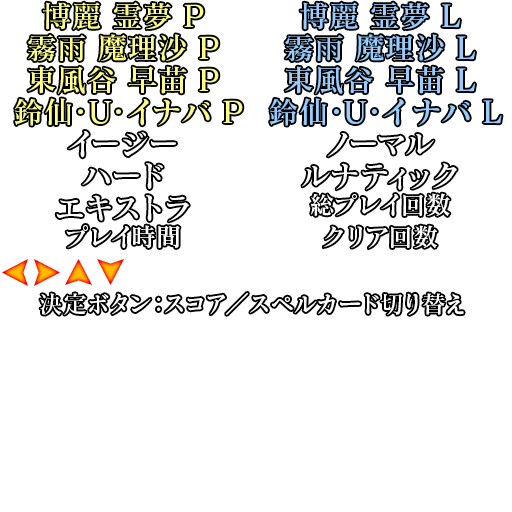 博麗 霊夢 P 博麗 霊夢 L
霧雨 魔理沙 P 霧雨 魔理沙 L
東風谷 早苗 P 東風谷 早苗 L
鈴仙・U・イナバ P 鈴仙・U・イナバ L
イージー ノーマル
ハード ルナティック
エキストラ 総プレイ回数
プレイ時間 クリア回数
決定ボタン：スコア／スペルカード切り替え